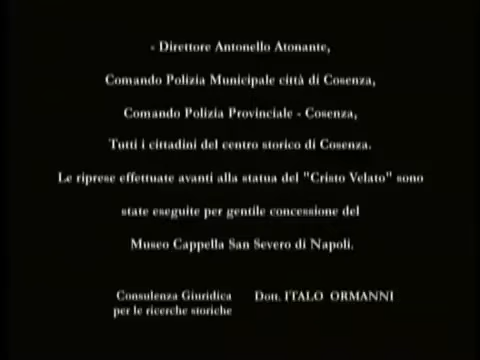 - Direttore Antonello Atonante,
Comando Polizia Municipale città di Cosenza,
Comando Polizia Provinciale - Cosenza,
Tutti i cittadini del centro storico di Cosenza.
Le riprese effettuate avanti alla statua del "Cristo Velato" sono
state eseguite per gentile concessione del
Museo Cappella San Severo di Napoli.
Consulenza Giuridica Dott. ITALO ORMANNI
per le ricerche storiche